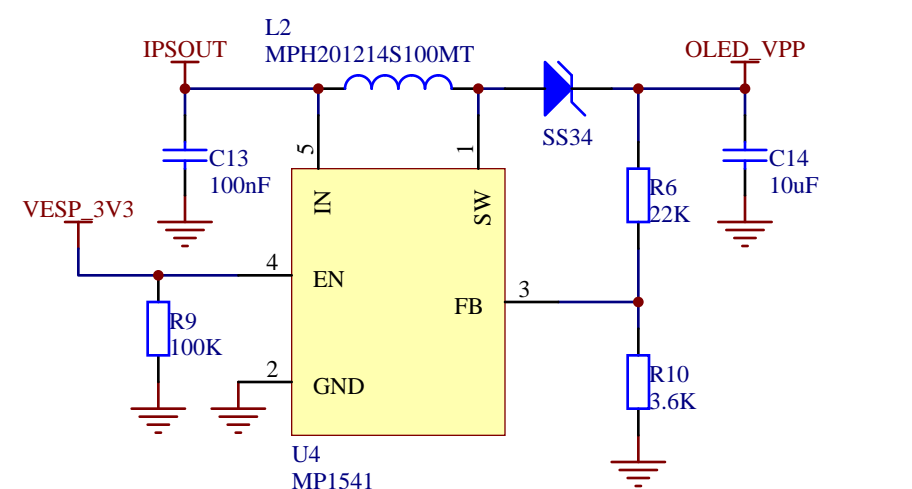 L2
MPH201214S100MT
IPSOUT
OLED_VPP
SS34
5
1
C13
100nF
C14
10uF
IN
SW
R6
22K
VESP_3V3
4
EN
3
FB
R9
100K
2
GND
R10
3.6K
U4
MP1541